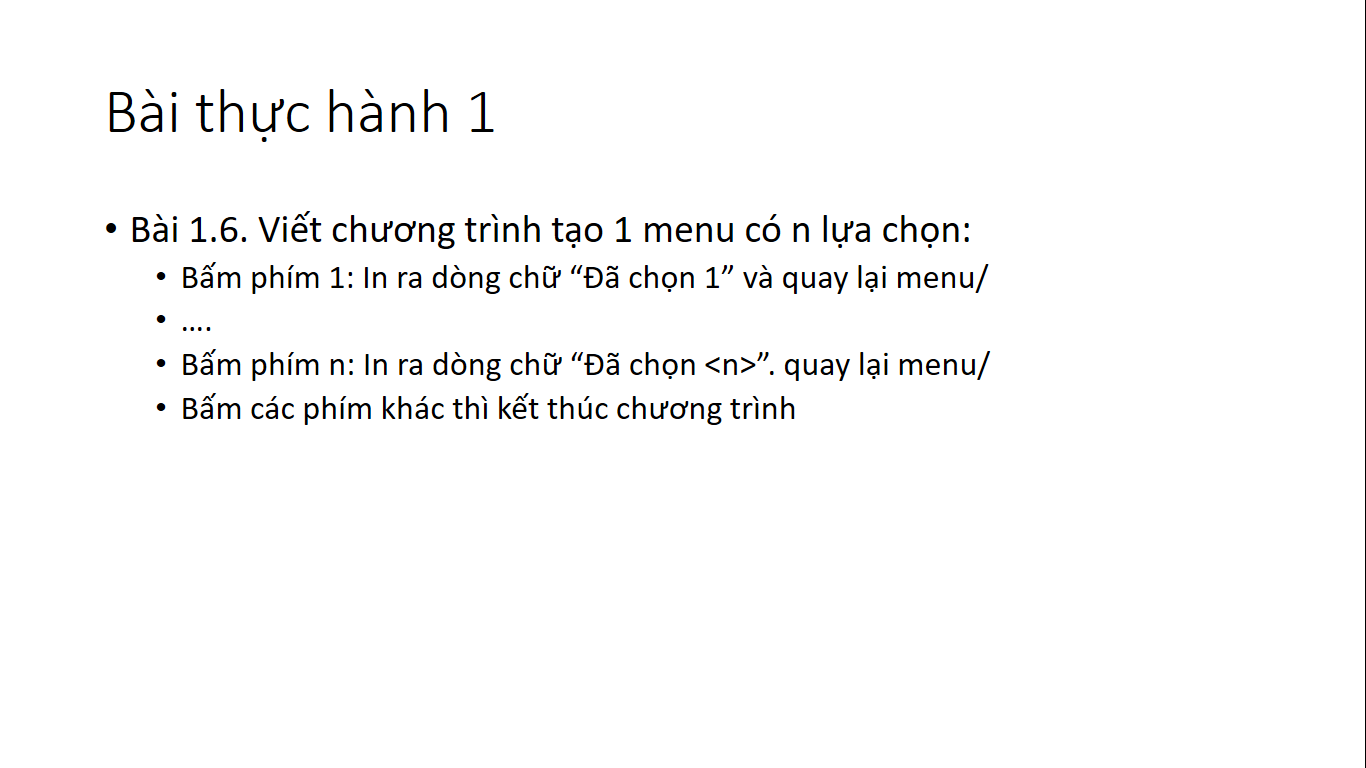 Bài thực hành 1
• Bài 1.6. Viết chương trình tạo 1 menu có n lựa chọn:
• Bấm phím 1: In ra dòng chữ “Đã chọn 1” và quay lại menu/
• ….
• Bấm phím n: In ra dòng chữ “Đã chọn <n>”. quay lại menu/
• Bấm các phím khác thì kết thúc chương trình